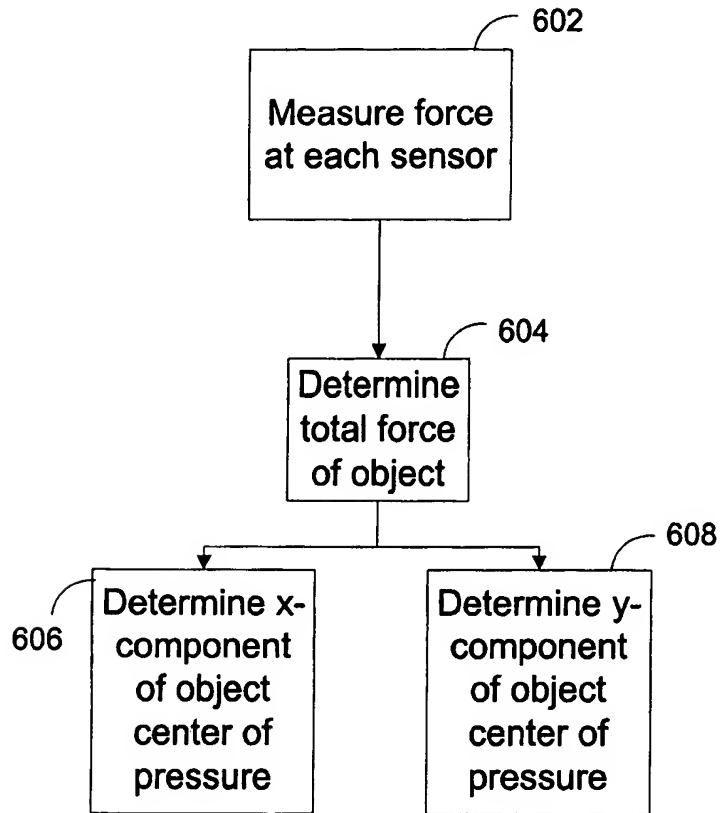 602
Measure force
at each sensor
604
Determine
total force
of object
606
Determine x-
component
of object
center of
pressure
608
Determine y-
component
of object
center of
pressure